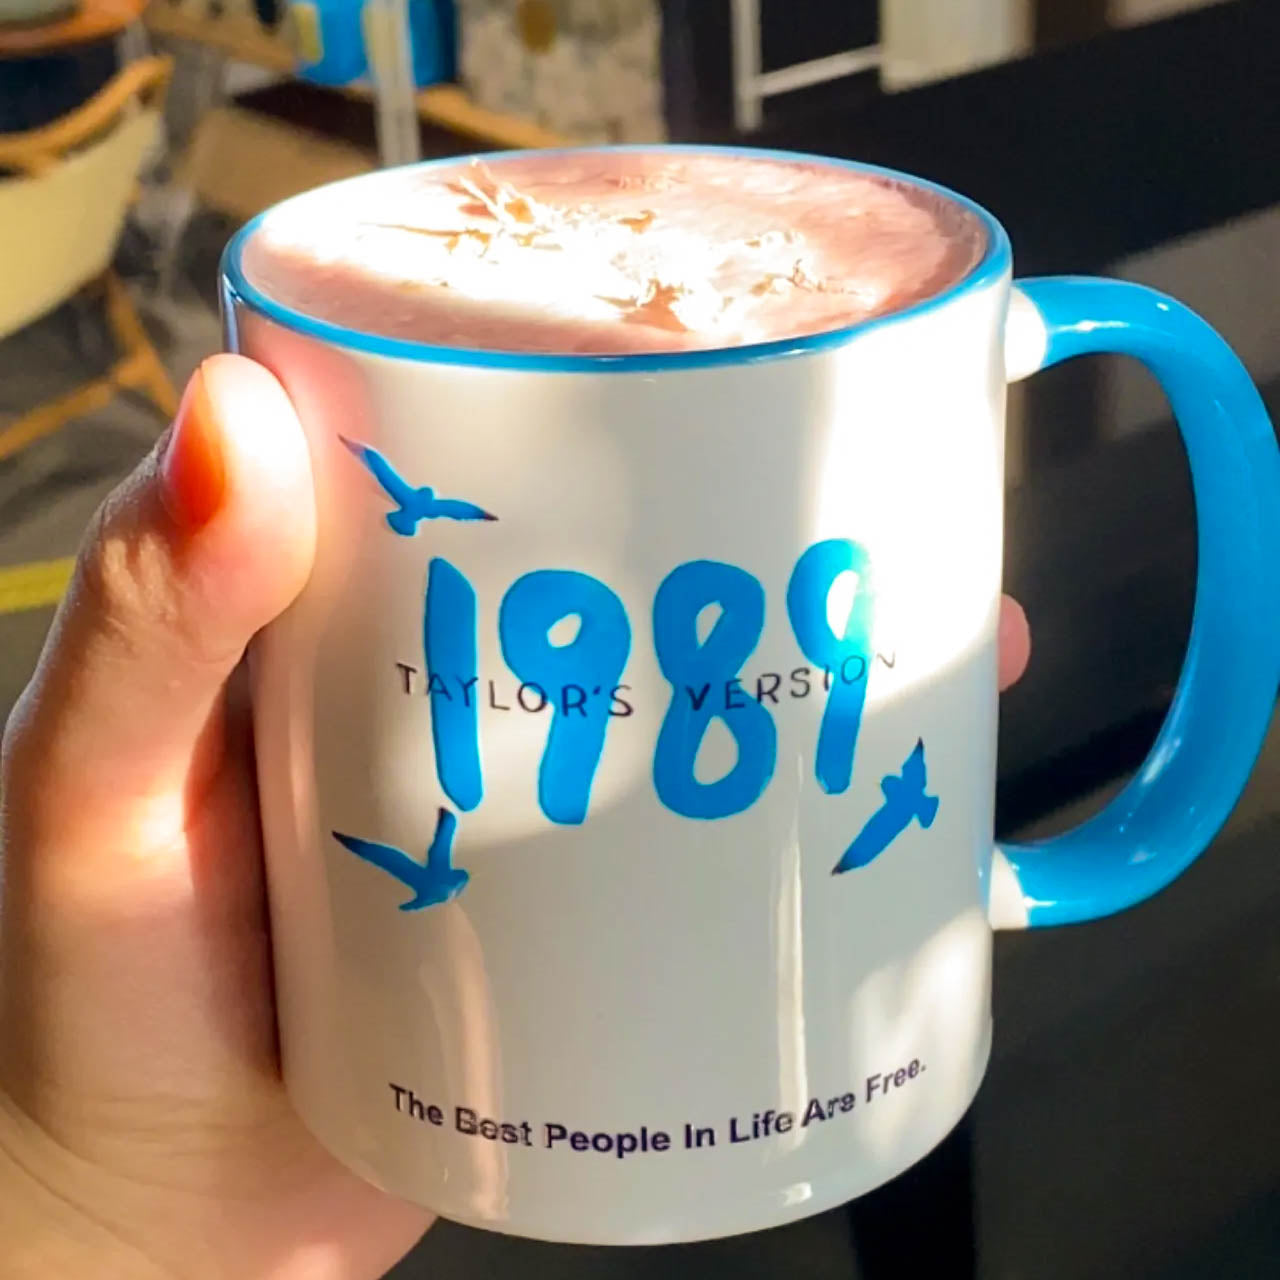 1989
TAYLOR'S VERSION
The Best People In Life Are Free.